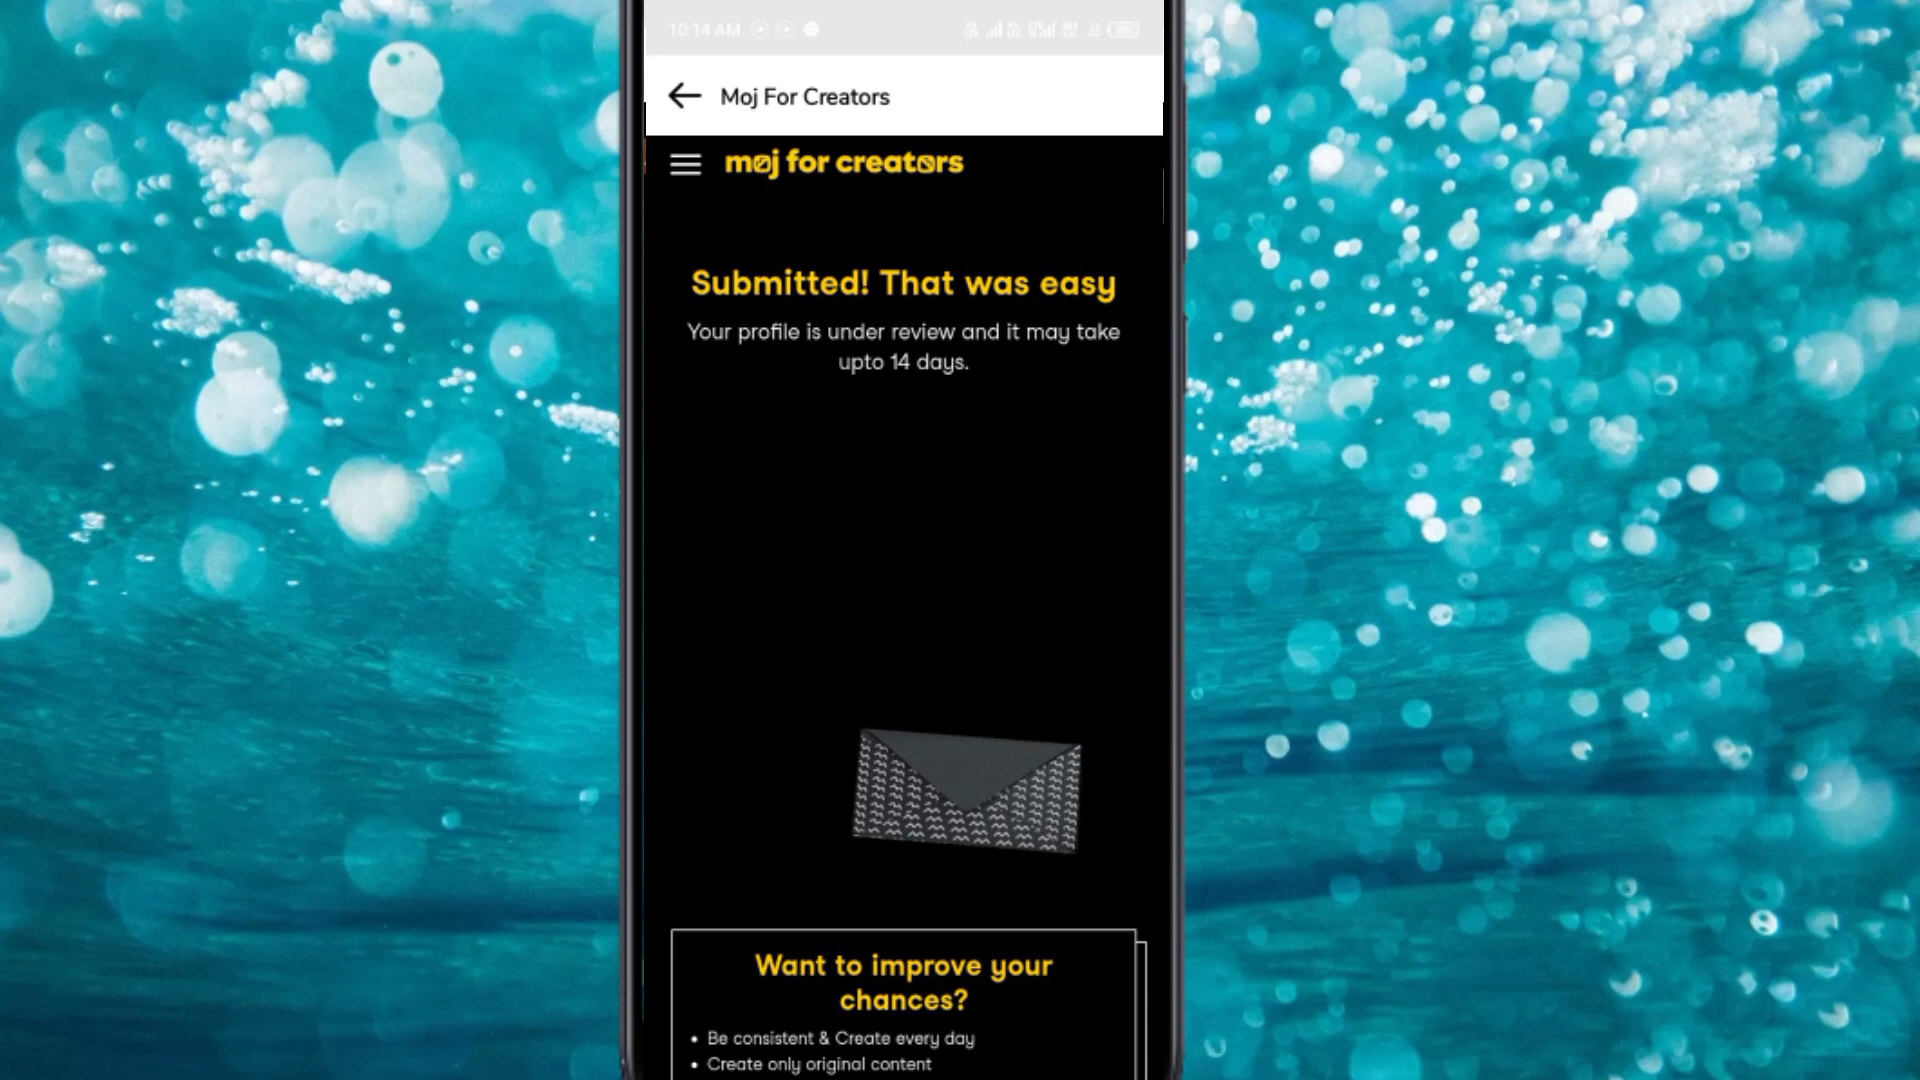 10:14 AM
Moj For Creators
moj for creators
Submitted! That was easy
Your profile is under review and it may take
upto 14 days.
Want to improve your
chances?
• Be consistent & Create every day
• Create only original content